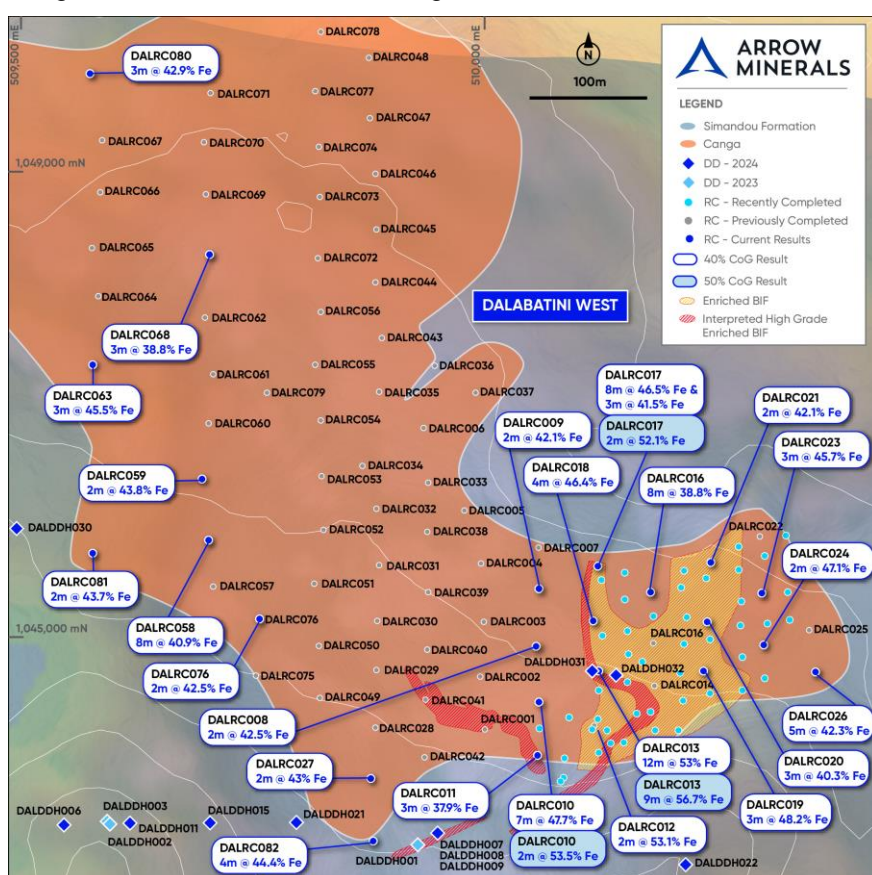 509,500 mE
510,000 mE
N
100m
ARROW
MINERALS
LEGEND
Simandou Formation
Canga
DD - 2024
DD - 2023
RC - Recently Completed
RC - Previously Completed
RC - Current Results
40% CoG Result
50% CoG Result
Enriched BIF
Interpreted High Grade
Enriched BIF
DALRC078
DALRC080
3m @ 42.9% Fe
DALRC048
DALRC071
DALRC077
DALRC047
DALRC067
DALRC070
DALRC074
1,049,000 mN
DALRC046
DALRC066
DALRC069
DALRC073
DALRC045
DALRC065
DALRC072
DALRC044
DALRC064
DALRC056
DALABATINI WEST
DALRC062
DALRC068
3m @ 38.8% Fe
DALRC043
DALRC055
DALRC036
DALRC061
DALRC063
3m @ 45.5% Fe
DALRC079
DALRC035
DALRC037
DALRC017
8m @ 46.5% Fe &
3m @ 41.5% Fe
DALRC017
2m @ 52.1% Fe
DALRC021
2m @ 42.1% Fe
DALRC060
DALRC054
DALRC006
DALRC009
2m @ 42.1% Fe
DALRC023
3m @ 45.7% Fe
DALRC059
2m @ 43.8% Fe
DALRC034
DALRC053
DALRC033
DALRC018
4m @ 46.4% Fe
DALRC016
8m @ 38.8% Fe
DALRC032
DALRC005
DALDDH030
DALRC052
DALRC038
DALRC007
DALRC022
DALRC024
2m @ 47.1% Fe
DALRC031
DALRC004
DALRC081
2m @ 43.7% Fe
DALRC057
DALRC051
DALRC039
DALRC058
8m @ 40.9% Fe
DALRC076
DALRC030
DALRC003
DALRC025
1,045,000 mN
DALRC016
DALRC050
DALRC040
DALDDH031
DALRC076
2m @ 42.5% Fe
DALRC075
DALRC029
DALRC002
DALDDH032
DALRC014
DALRC049
DALRC041
DALRC008
2m @ 42.5% Fe
DALRC028
DALRC001
DALRC026
5m @ 42.3% Fe
DALRC042
DALRC013
12m @ 53% Fe
DALRC013
9m @ 56.7% Fe
DALRC020
3m @ 40.3% Fe
DALRC027
2m @ 43% Fe
DALRC011
3m @ 37.9% Fe
DALRC010
7m @ 47.7% Fe
DALRC010
2m @ 53.5% Fe
DALRC019
3m @ 48.2% Fe
DALRC012
2m @ 53.1% Fe
DALDDH006
DALDDH003
DALDDH011
DALDDH002
DALDDH015
DALDDH021
DALRC082
4m @ 44.4% Fe
DALDDH001
DALDDH007
DALDDH008
DALDDH009
DALDDH022